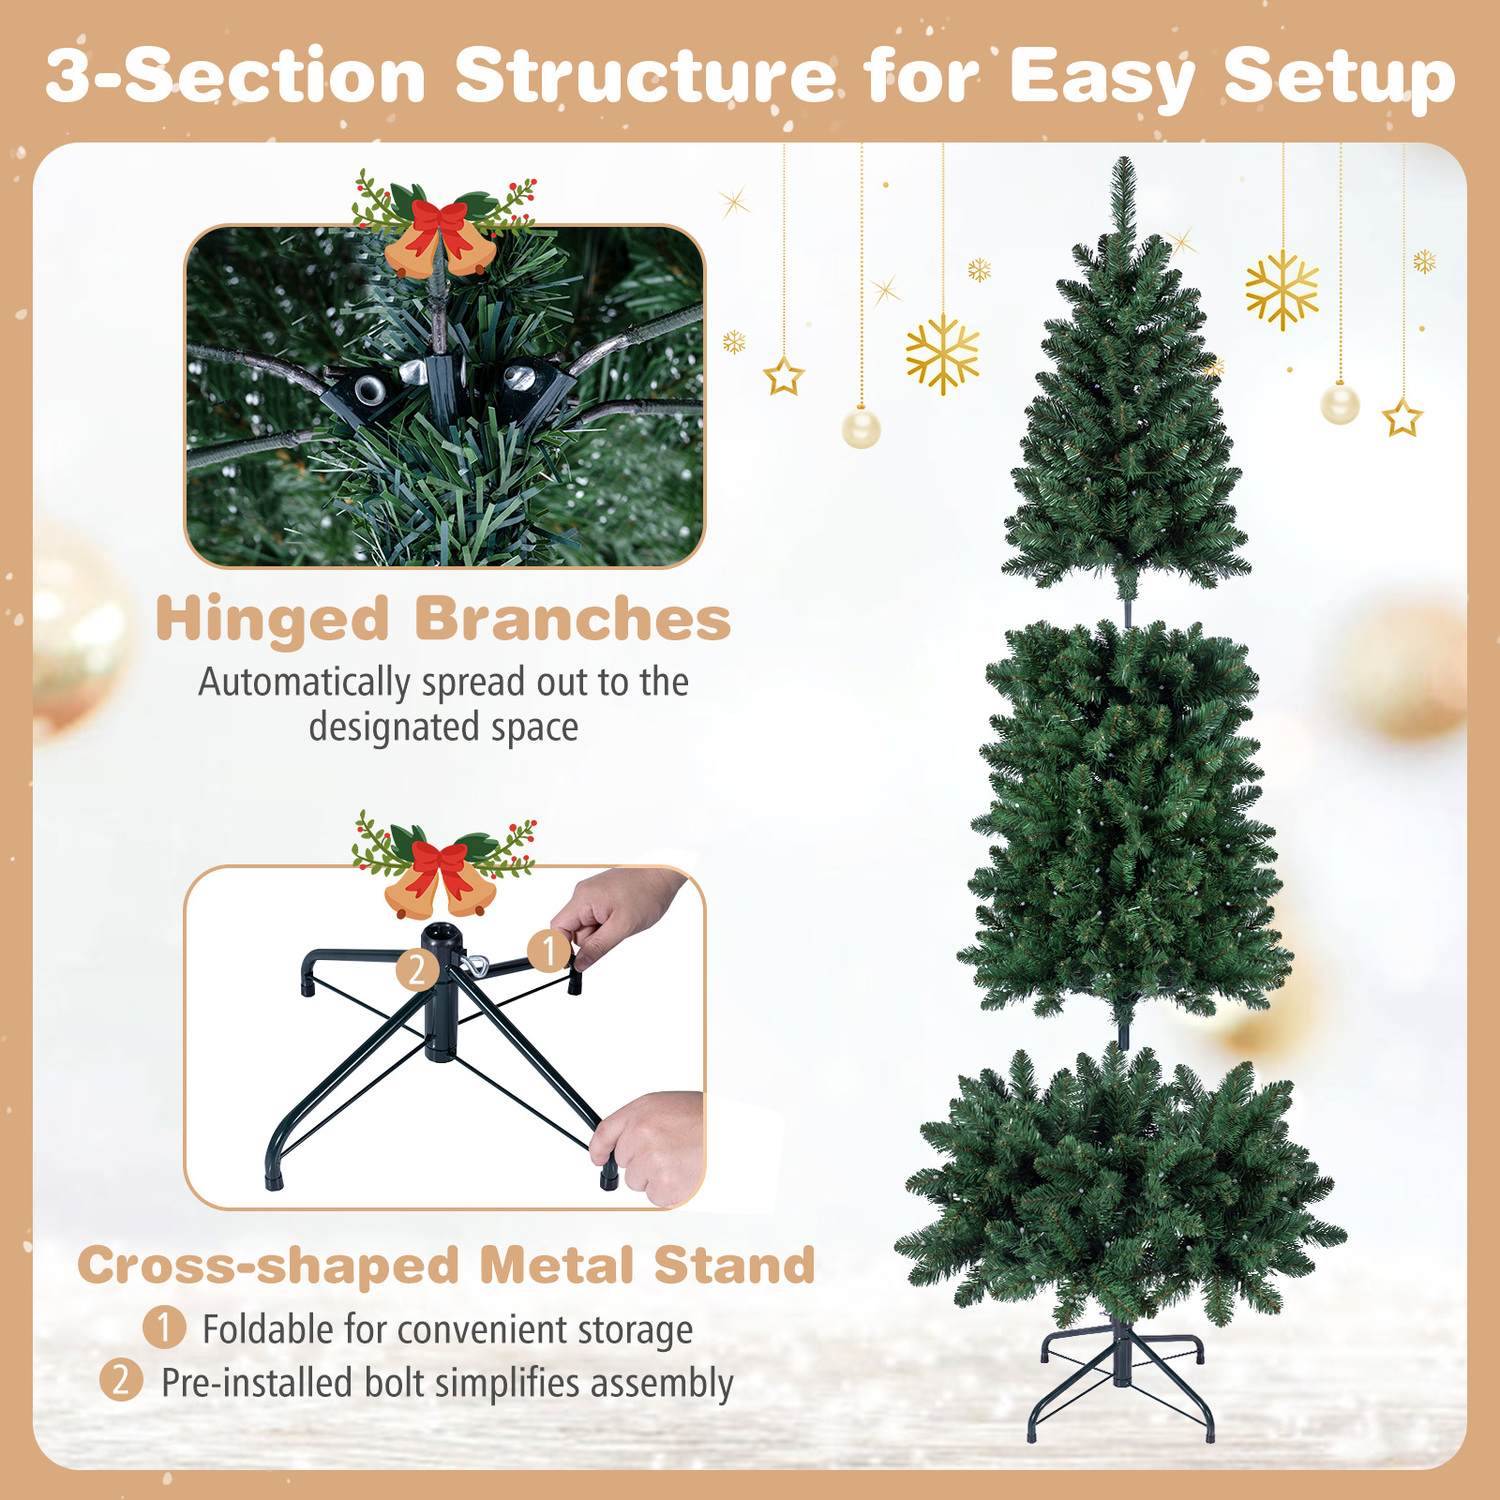 3-Section Structure for Easy Setup
Hinged Branches
Automatically spread out to the
designated space
1
2
Cross-shaped Metal Stand
1 Foldable for convenient storage
2 Pre-installed bolt simplifies assembly